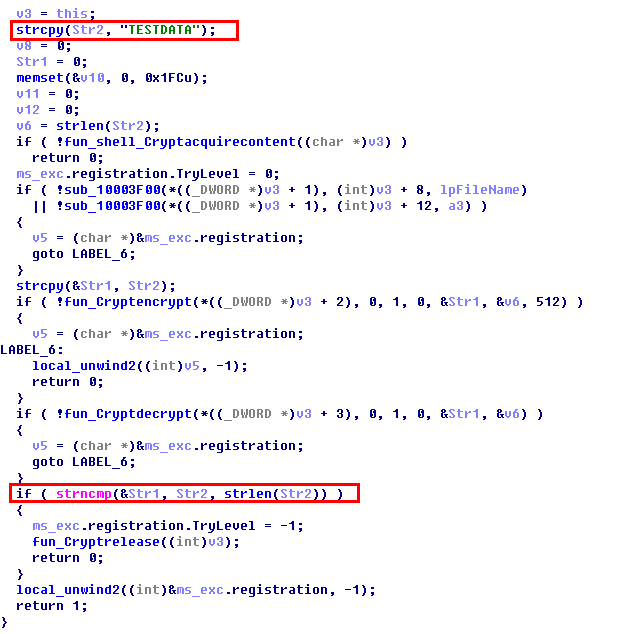 v3 = this;
strcpy(Str2, "TESTDATA");
v8 = 0;
Str1 = 0;
memset(&v10, 0, 0x1FCu);
v11 = 0;
v12 = 0;
v6 = strlen(Str2);
if ( !fun_shell_Cryptacquirecontent((char *)v3) )
return 0;
ms_exc.registration.TryLevel = 0;
if ( !sub_10003F00(*((_DWORD *)v3 + 1), (int)v3 + 8, lpFileName)
|| !sub_10003F00(*((_DWORD *)v3 + 1), (int)v3 + 12, a3) )
{
v5 = (char *)&ms_exc.registration;
goto LABEL_6;
}
strcpy(&Str1, Str2);
if ( !fun_Cryptencrypt(*((_DWORD *)v3 + 2), 0, 1, 0, &Str1, &v6, 512) )
{
v5 = (char *)&ms_exc.registration;
LABEL_6:
local_unwind2((int)v5, -1);
return 0;
}
if ( !fun_Cryptdecrypt(*((_DWORD *)v3 + 3), 0, 1, 0, &Str1, &v6) )
{
v5 = (char *)&ms_exc.registration;
goto LABEL_6;
}
if ( strncmp(&Str1, Str2, strlen(Str2)) )
{
ms_exc.registration.TryLevel = -1;
fun_Cryptrelease((int)v3);
return 0;
}
local_unwind2((int)&ms_exc.registration, -1);
return 1;
}